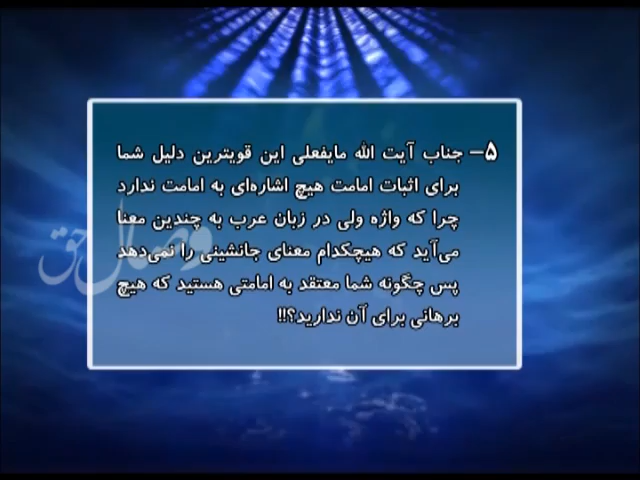 ۵– جناب آیت الله مایفعلی این قویترین دلیل شما
برای اثبات امامت هیچ اشاره‌ای به امامت ندارد
چرا که واژه ولی در زبان عرب به چندین معنا
می‌آید که هیچکدام معنای جانشینی را نمی‌دهد
پس چگونه شما معتقد به امامتی هستید که هیچ
برهانی برای آن ندارید؟!!
وصال حق